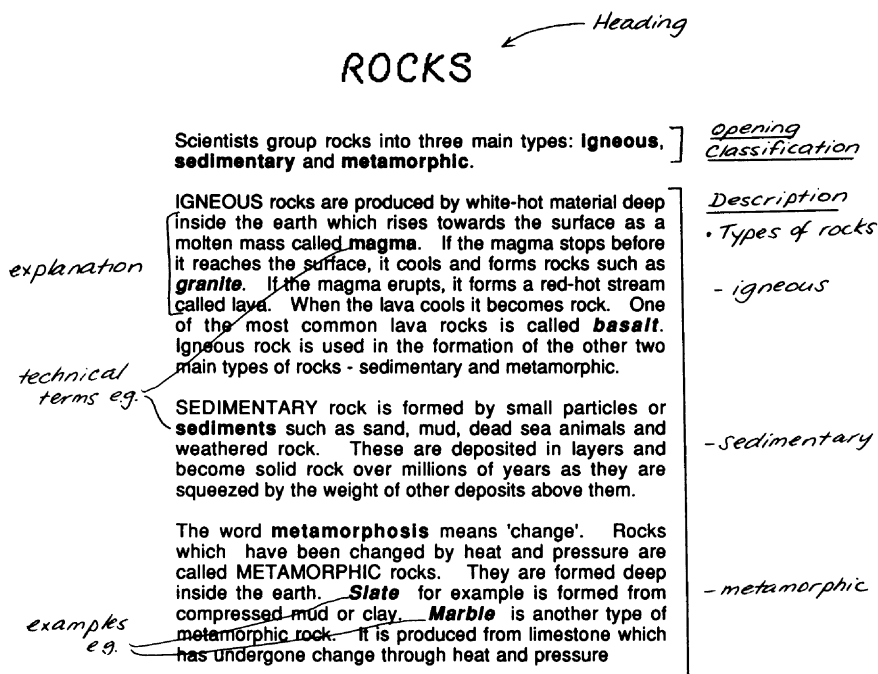 Heading
ROCKS
Scientists group rocks into three main types: igneous,
sedimentary and metamorphic.
opening
classification
IGNEOUS rocks are produced by white-hot material deep
inside the earth which rises towards the surface as a
molten mass called magma. If the magma stops before
it reaches the surface, it cools and forms rocks such as
granite. If the magma erupts, it forms a red-hot stream
called lava. When the lava cools it becomes rock. One
of the most common lava rocks is called basalt.
Igneous rock is used in the formation of the other two
main types of rocks - sedimentary and metamorphic.
Description
• Types of rocks
- igneous
explanation
technical
terms e.g.
SEDIMENTARY rock is formed by small particles or
sediments such as sand, mud, dead sea animals and
weathered rock. These are deposited in layers and
become solid rock over millions of years as they are
squeezed by the weight of other deposits above them.
- sedimentary
The word metamorphosis means 'change'. Rocks
which have been changed by heat and pressure are
called METAMORPHIC rocks. They are formed deep
inside the earth. Slate for example is formed from
compressed mud or clay. Marble is another type of
metamorphic rock. It is produced from limestone which
has undergone change through heat and pressure
- metamorphic
examples
e.g.